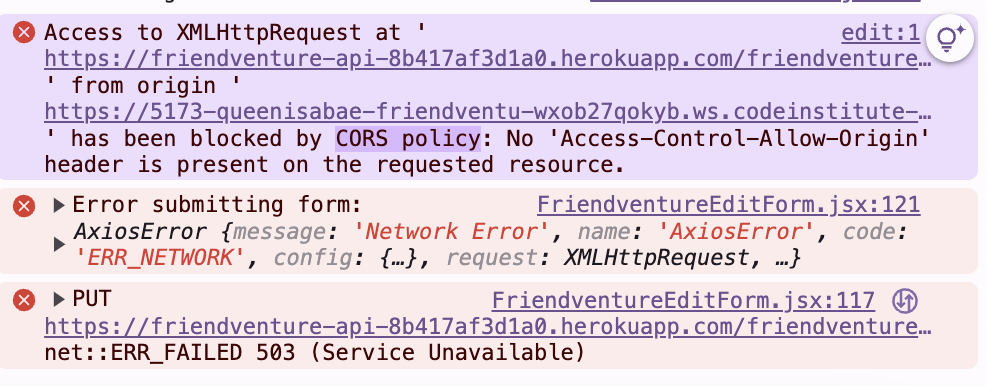 Access to XMLHttpRequest at ' edit:1
https://friendventure-api-8b417af3d1a0.herokuapp.com/friendventure…
' from origin '
https://5173-queenisabae-friendventu-wxob27qokyb.ws.codeinstitute-…
' has been blocked by CORS policy: No 'Access-Control-Allow-Origin'
header is present on the requested resource.
Error submitting form: FriendventureEditForm.jsx:121
AxiosError {message: 'Network Error', name: 'AxiosError', code:
'ERR_NETWORK', config: {…}, request: XMLHttpRequest, …}
PUT FriendventureEditForm.jsx:117
https://friendventure-api-8b417af3d1a0.herokuapp.com/friendventure…
net::ERR_FAILED 503 (Service Unavailable)